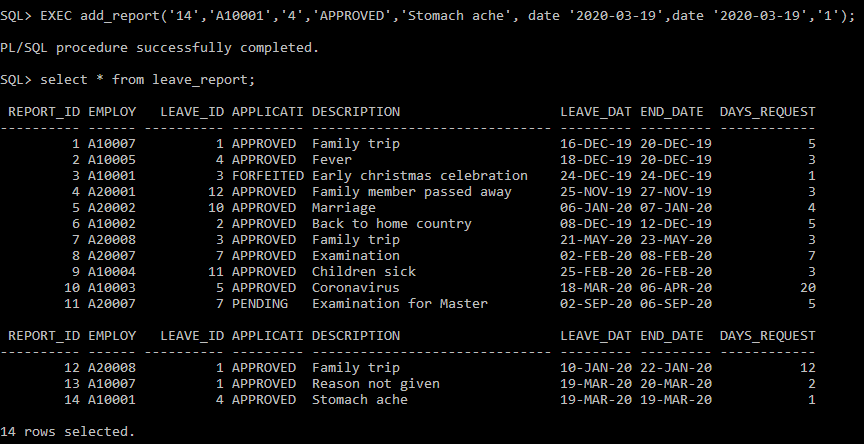 SQL> EXEC add_report('14','A10001','4','APPROVED','Stomach ache', date '2020-03-19',date '2020-03-19','1');
PL/SQL procedure successfully completed.
SQL> select * from leave_report;
 REPORT_ID EMPLOY   LEAVE_ID APPLICATI DESCRIPTION                    LEAVE_DAT END_DATE  DAYS_REQUEST
---------- ------ ---------- --------- ------------------------------ --------- --------- ------------
         1 A10007          1 APPROVED  Family trip                    16-DEC-19 20-DEC-19            5
         2 A10005          4 APPROVED  Fever                          18-DEC-19 20-DEC-19            3
         3 A10001          3 FORFEITED Early christmas celebration    24-DEC-19 24-DEC-19            1
         4 A20001         12 APPROVED  Family member passed away      25-NOV-19 27-NOV-19            3
         5 A20002         10 APPROVED  Marriage                       06-JAN-20 07-JAN-20            4
         6 A10002          2 APPROVED  Back to home country           08-DEC-19 12-DEC-19            5
         7 A20008          3 APPROVED  Family trip                    21-MAY-20 23-MAY-20            3
         8 A20007          7 APPROVED  Examination                    02-FEB-20 08-FEB-20            7
         9 A10004         11 APPROVED  Children sick                  25-FEB-20 26-FEB-20            3
        10 A10003          5 APPROVED  Coronavirus                    18-MAR-20 06-APR-20           20
        11 A20007          7 PENDING   Examination for Master         02-SEP-20 06-SEP-20            5
 REPORT_ID EMPLOY   LEAVE_ID APPLICATI DESCRIPTION                    LEAVE_DAT END_DATE  DAYS_REQUEST
---------- ------ ---------- --------- ------------------------------ --------- --------- ------------
        12 A20008          1 APPROVED  Family trip                    10-JAN-20 22-JAN-20           12
        13 A10007          1 APPROVED  Reason not given               19-MAR-20 20-MAR-20            2
        14 A10001          4 APPROVED  Stomach ache                   19-MAR-20 19-MAR-20            1
14 rows selected.